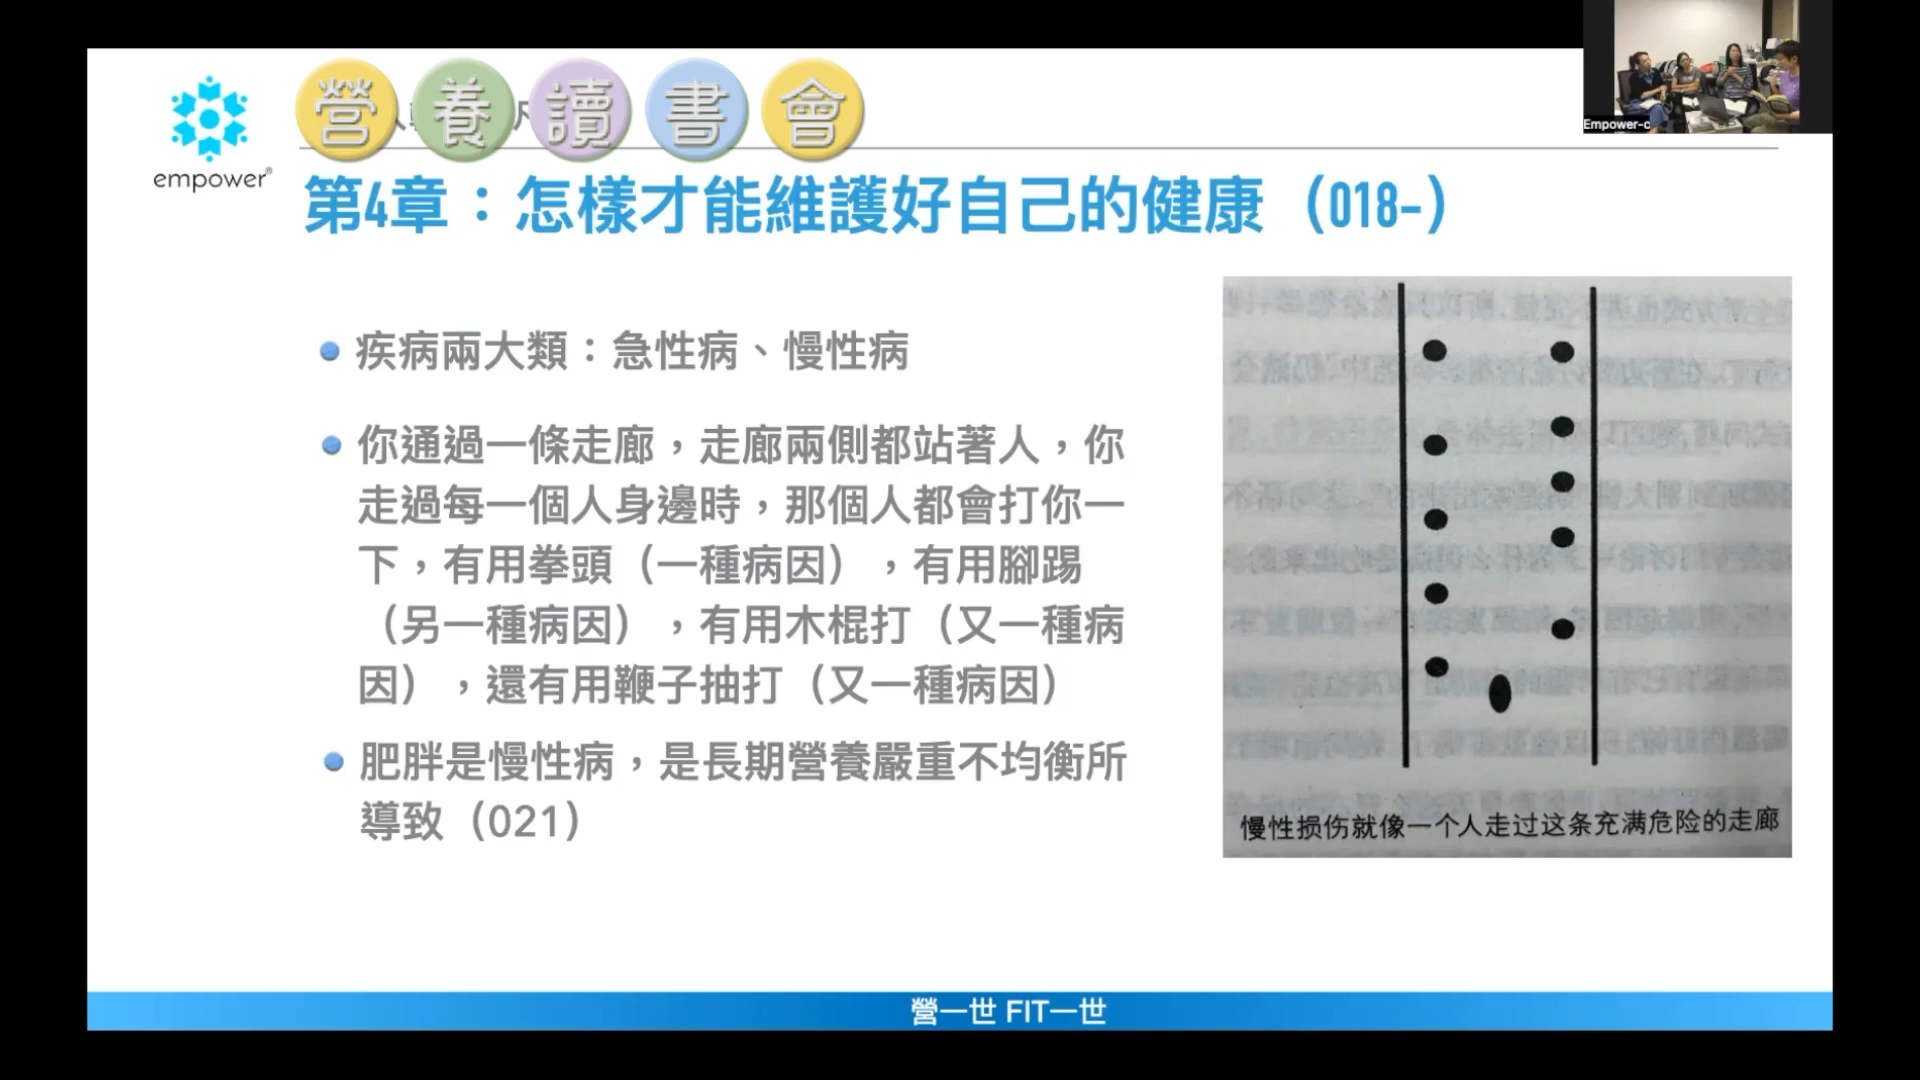 營養讀書會
empower®
Empower-c
第4章：怎樣才能維護好自己的健康（018-）
疾病兩大類：急性病、慢性病
你通過一條走廊，走廊兩側都站著人，你
走過每一個人身邊時，那個人都會打你一
下，有用拳頭（一種病因），有用腳踢
（另一種病因），有用木棍打（又一種病
因），還有用鞭子抽打（又一種病因）
肥胖是慢性病，是長期營養嚴重不均衡所
導致（021）
慢性损伤就像一个人走过这条充满危险的走廊
營一世 FIT一世